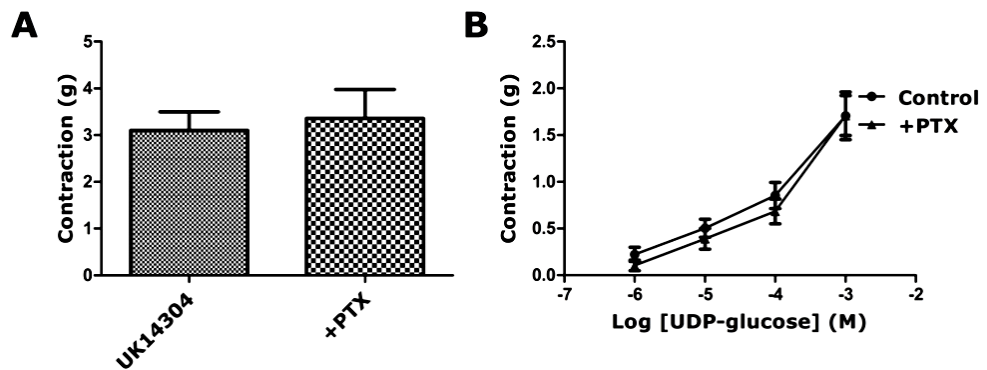 A
Contraction (g)
5
4
3
2
1
0
UK14304
+PTX
B
Contraction (g)
2.5
2.0
1.5
1.0
0.5
0.0
-7 -6 -5 -4 -3 -2
Log [UDP-glucose] (M)
Control
+PTX